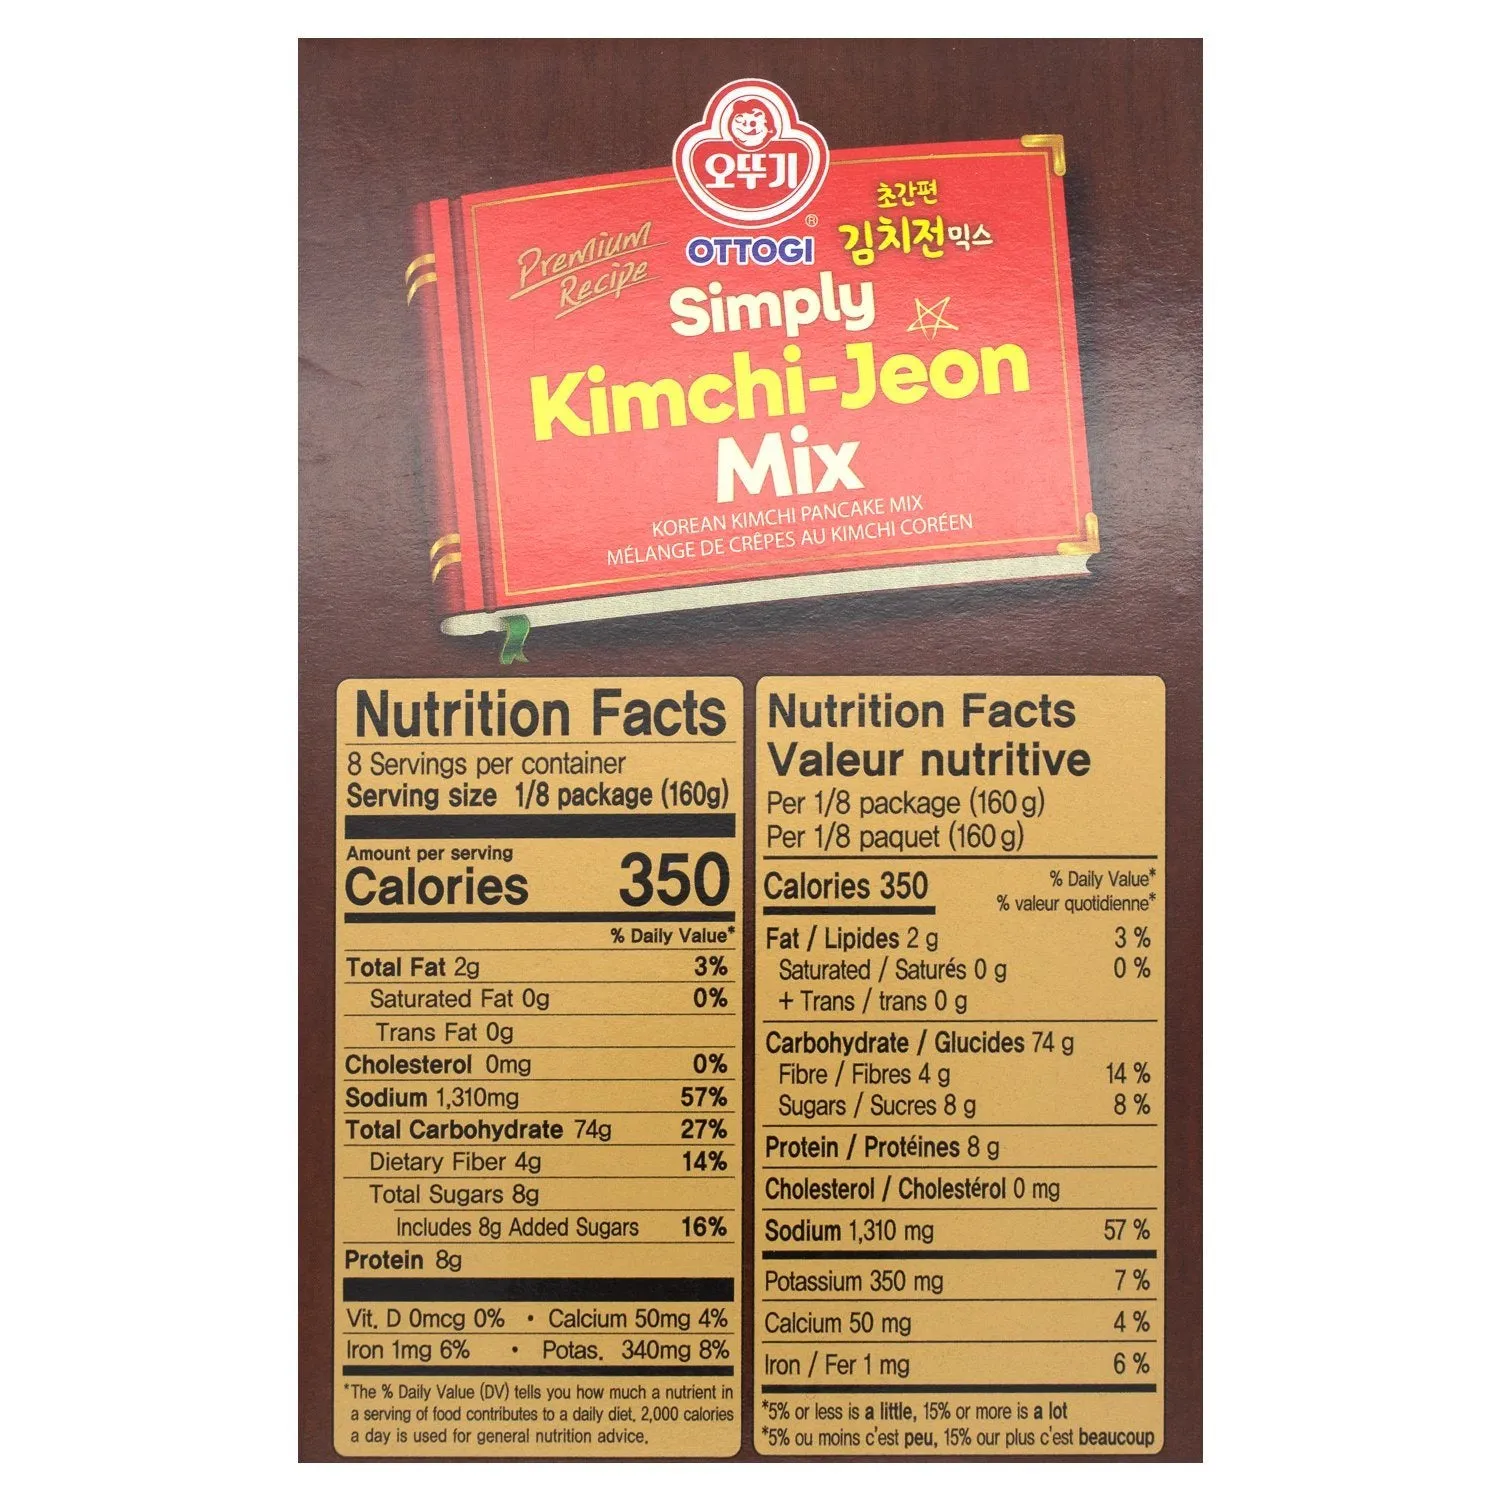 오뚜기
®
OTTOGI
초간편
김치전믹스
Premium
Recipe
Simply
Kimchi-Jeon
Mix
KOREAN KIMCHI PANCAKE MIX
MÉLANGE DE CRÊPES AU KIMCHI CORÉEN
Nutrition Facts
8 Servings per container
Serving size 1/8 package (160g)
Amount per serving
Calories 350
% Daily Value*
Total Fat 2g 3%
Saturated Fat 0g 0%
Trans Fat 0g
Cholesterol 0mg 0%
Sodium 1,310mg 57%
Total Carbohydrate 74g 27%
Dietary Fiber 4g 14%
Total Sugars 8g
Includes 8g Added Sugars 16%
Protein 8g
Vit. D 0mcg 0% • Calcium 50mg 4%
Iron 1mg 6% • Potas. 340mg 8%
*The % Daily Value (DV) tells you how much a nutrient in
a serving of food contributes to a daily diet, 2,000 calories
a day is used for general nutrition advice.
Nutrition Facts
Valeur nutritive
Per 1/8 package (160 g)
Per 1/8 paquet (160 g)
Calories 350
% Daily Value*
% valeur quotidienne*
Fat / Lipides 2 g 3 %
Saturated / Saturés 0 g 0 %
+ Trans / trans 0 g
Carbohydrate / Glucides 74 g
Fibre / Fibres 4 g 14 %
Sugars / Sucres 8 g 8 %
Protein / Protéines 8 g
Cholesterol / Cholestérol 0 mg
Sodium 1,310 mg 57 %
Potassium 350 mg 7 %
Calcium 50 mg 4 %
Iron / Fer 1 mg 6 %
*5% or less is a little, 15% or more is a lot
*5% ou moins c'est peu, 15% our plus c'est beaucoup